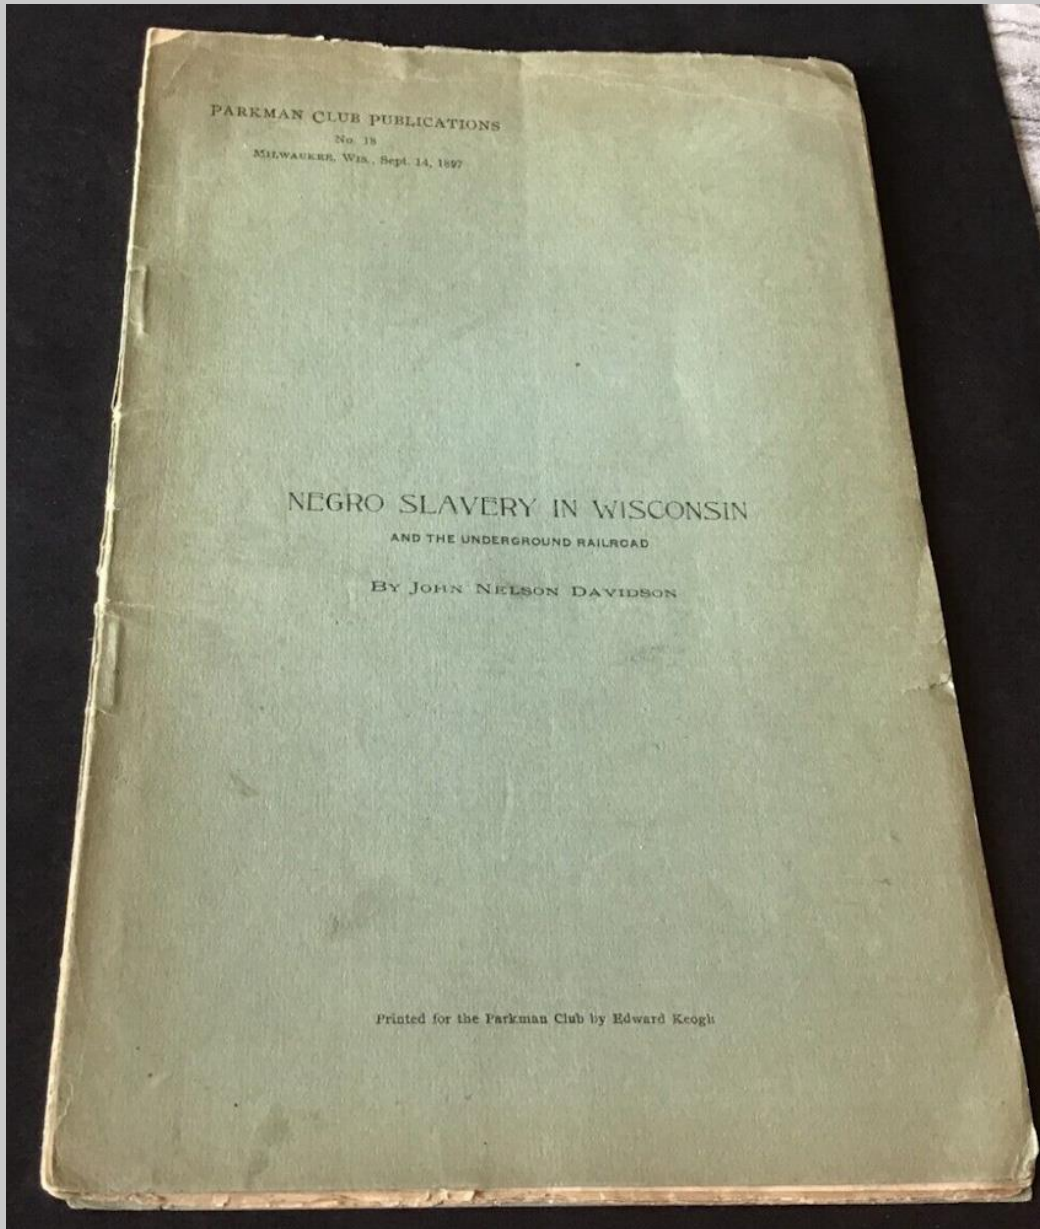 PARKMAN CLUB PUBLICATIONS
No. 18
MILWAUKEE, WIS., Sept. 14, 1897
NEGRO SLAVERY IN WISCONSIN
AND THE UNDERGROUND RAILROAD
BY JOHN NELSON DAVIDSON
Printed for the Parkman Club by Edward Keogh